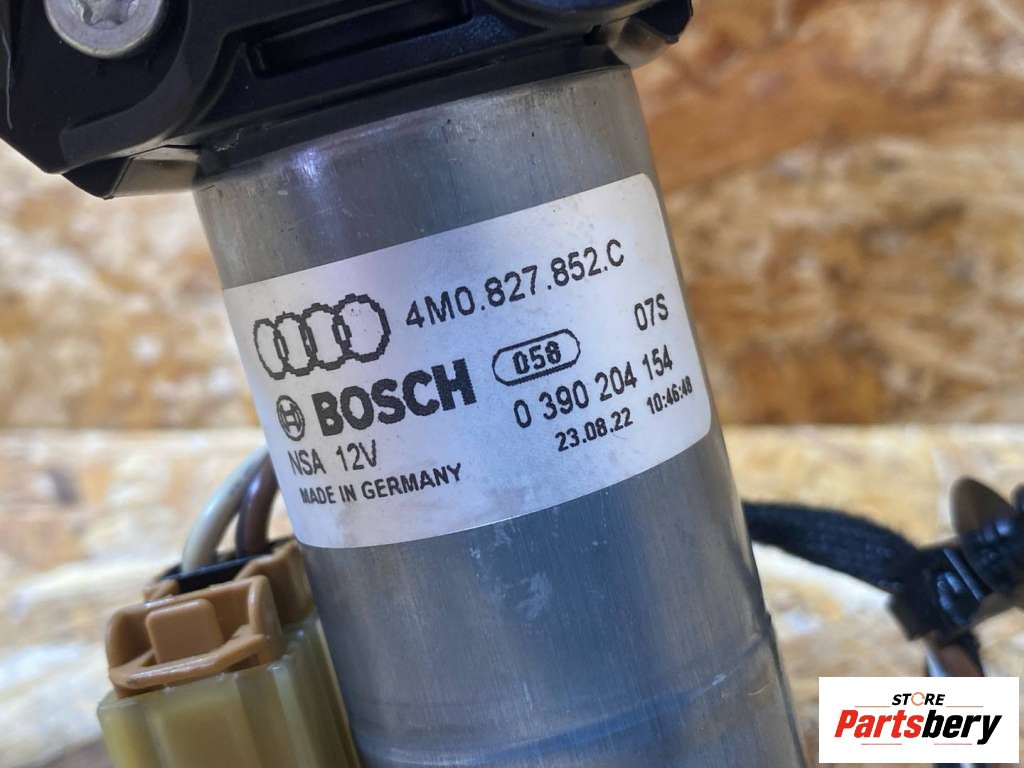 4M0.827.852.C
07S
BOSCH
058
0 390 204 154
NSA 12V
23.08.22 10:46:48
MADE IN GERMANY
STORE
Partsbery